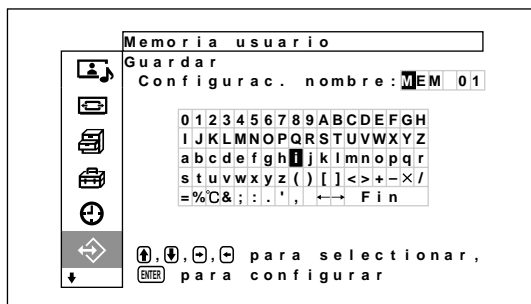 Memoria usuario
Guardar
Configurac. nombre:MEM 01
0123456789ABCDEFGH
IJKLMNOPQRSTUVWXYZ
abcdefghijklmnopqr
stuvwxyz()[]<>+−×/
=%℃&;:.', ←→ Fin
↑,↓,→,← para selectionar,
ENTER para configurar